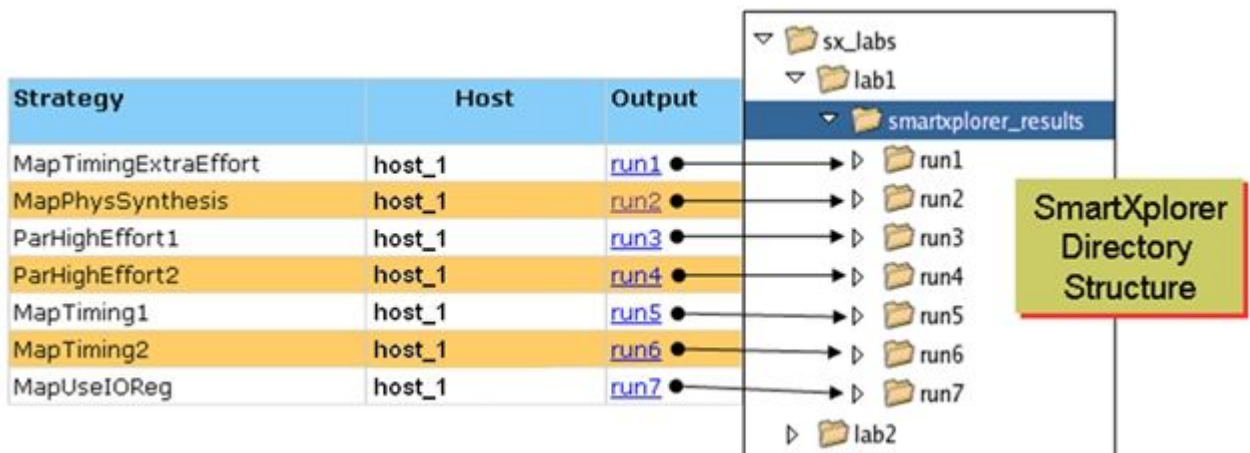 Strategy Host Output
MapTimingExtraEffort host_1 run1
MapPhysSynthesis host_1 run2
ParHighEffort1 host_1 run3
ParHighEffort2 host_1 run4
MapTiming1 host_1 run5
MapTiming2 host_1 run6
MapUseIOReg host_1 run7
sx_labs
lab1
smartxplorer_results
run1
run2
run3
run4
run5
run6
run7
lab2
SmartXplorer
Directory
Structure